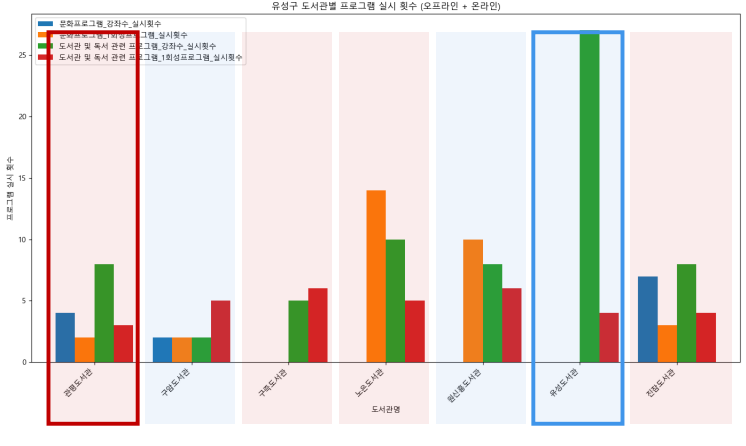 유성구 도서관별 프로그램 실시 횟수 (오프라인 + 온라인)
문화프로그램_강좌수_실시횟수
문화프로그램_1회성프로그램_실시횟수
도서관 및 독서 관련 프로그램_강좌수_실시횟수
도서관 및 독서 관련 프로그램_1회성프로그램_실시횟수
프로그램 실시 횟수
25
20
15
10
5
0
관평도서관
구암도서관
구즉도서관
노은도서관
원신흥도서관
유성도서관
진잠도서관
도서관명